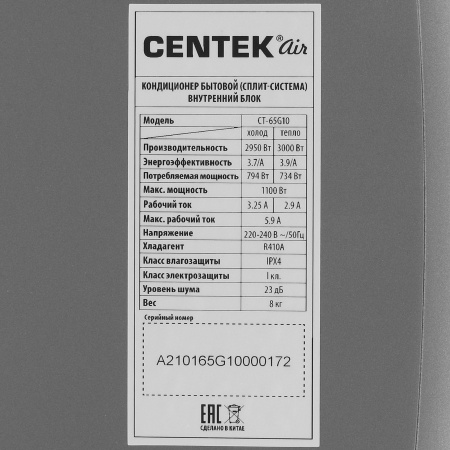 CENTEK® air
КОНДИЦИОНЕР БЫТОВОЙ (СПЛИТ-СИСТЕМА)
ВНУТРЕННИЙ БЛОК
Модель CT-65G10
холод тепло
Производительность 2950 Вт 3000 Вт
Энергоэффективность 3.7/A 3.9/A
Потребляемая мощность 794 Вт 734 Вт
Макс. мощность 1100 Вт
Рабочий ток 3.25 А 2.9 А
Макс. рабочий ток 5.9 А
Напряжение 220-240 В ~/50Гц
Хладагент R410A
Класс влагозащиты IPX4
Класс электрозащиты I кл.
Уровень шума 23 дБ
Вес 8 кг
Серийный номер
A210165G10000172
EAC
СДЕЛАНО В КИТАЕ